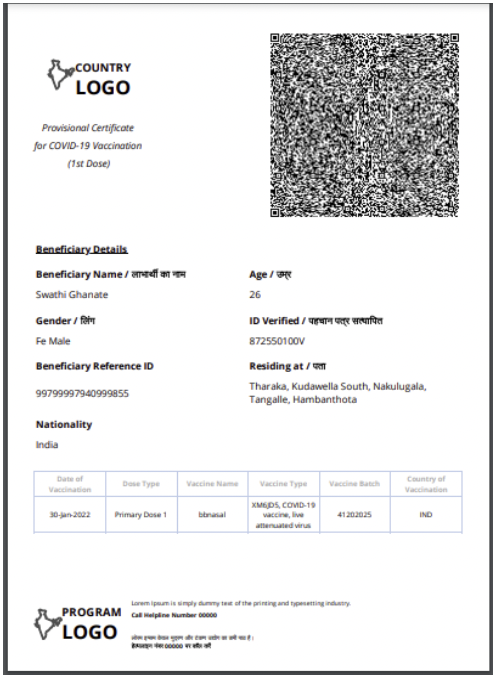 COUNTRY
LOGO
Provisional Certificate
for COVID-19 Vaccination
(1st Dose)
Beneficiary Details
Beneficiary Name / लाभार्थी का नाम
Age / उम्र
Swathi Ghanate
26
Gender / लिंग
ID Verified / पहचान पत्र सत्यापित
Fe Male
872550100V
Beneficiary Reference ID
Residing at / पता
99799997940999855
Tharaka, Kudawella South, Nakulugala,
Tangalle, Hambanthota
Nationality
India
Date of Vaccination
Dose Type
Vaccine Name
Vaccine Type
Vaccine Batch
Country of Vaccination
30-Jan-2022
Primary Dose 1
bbnasal
XM6JD5, COVID-19
vaccine, live
attenuated virus
41202025
IND
PROGRAM
LOGO
Lorem Ipsum is simply dummy text of the printing and typesetting industry.
Call Helpline Number 00000
लोरम इप्सम केवल मुद्रण और टंकण उद्योग का डमी पाठ है।
हेल्पलाइन नंबर 00000 पर कॉल करें